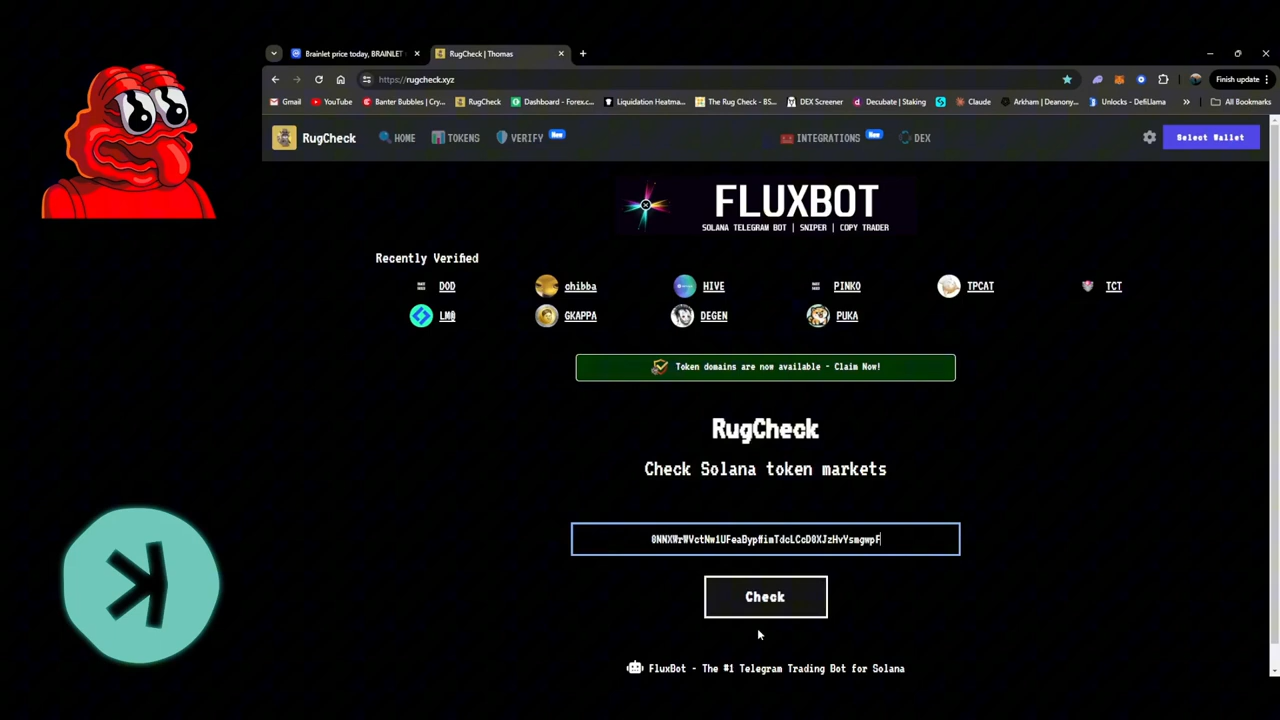 Brainlet price today, BRAINLET
RugCheck | Thomas
https://rugcheck.xyz
Finish update
Gmail
YouTube
Banter Bubbles | Cry...
RugCheck
Dashboard - Forex.c...
Liquidation Heatma...
The Rug Check - BS...
DEX Screener
Decubate | Staking
Claude
Arkham | Deanony...
Unlocks - DefiLlama
All Bookmarks
RugCheck
HOME
TOKENS
VERIFY
New
INTEGRATIONS
New
DEX
Select Wallet
FLUXBOT
SOLANA TELEGRAM BOT | SNIPER | COPY TRADER
Recently Verified
DOD
chibba
HIVE
PINKO
TPCAT
TCT
GKAPPA
DEGEN
PUKA
Token domains are now available - Claim Now!
RugCheck
Check Solana token markets
Check
FluxBot - The #1 Telegram Trading Bot for Solana